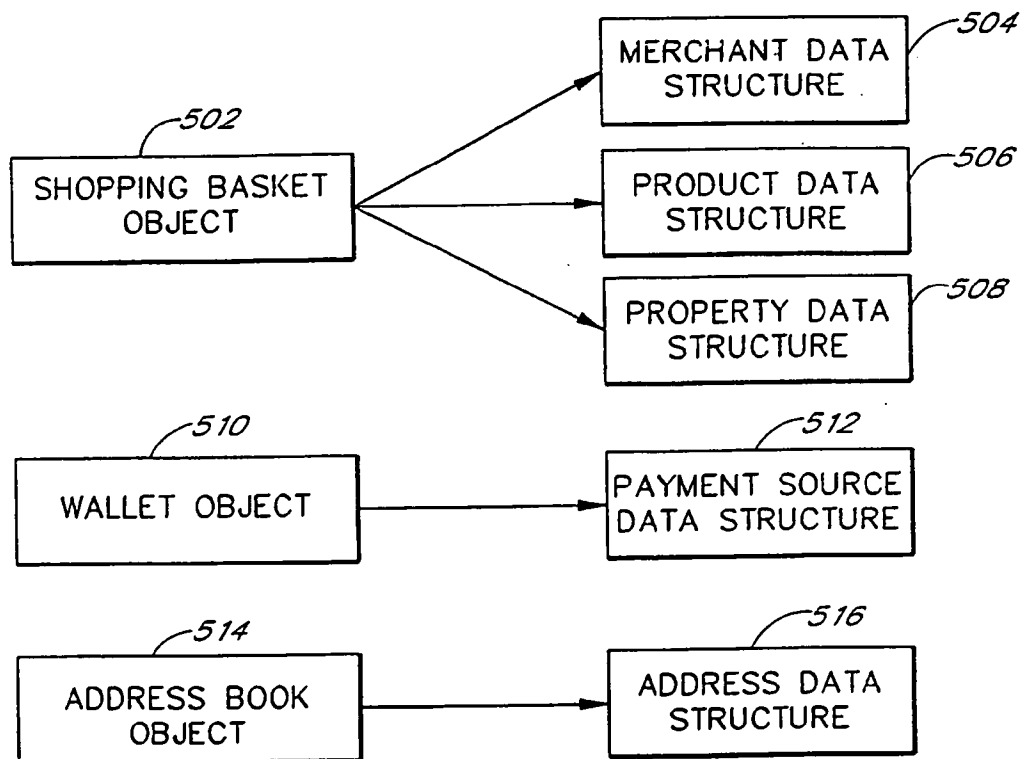 504
MERCHANT DATA
STRUCTURE
502
SHOPPING BASKET
OBJECT
506
PRODUCT DATA
STRUCTURE
508
PROPERTY DATA
STRUCTURE
510
WALLET OBJECT
512
PAYMENT SOURCE
DATA STRUCTURE
514
ADDRESS BOOK
OBJECT
516
ADDRESS DATA
STRUCTURE